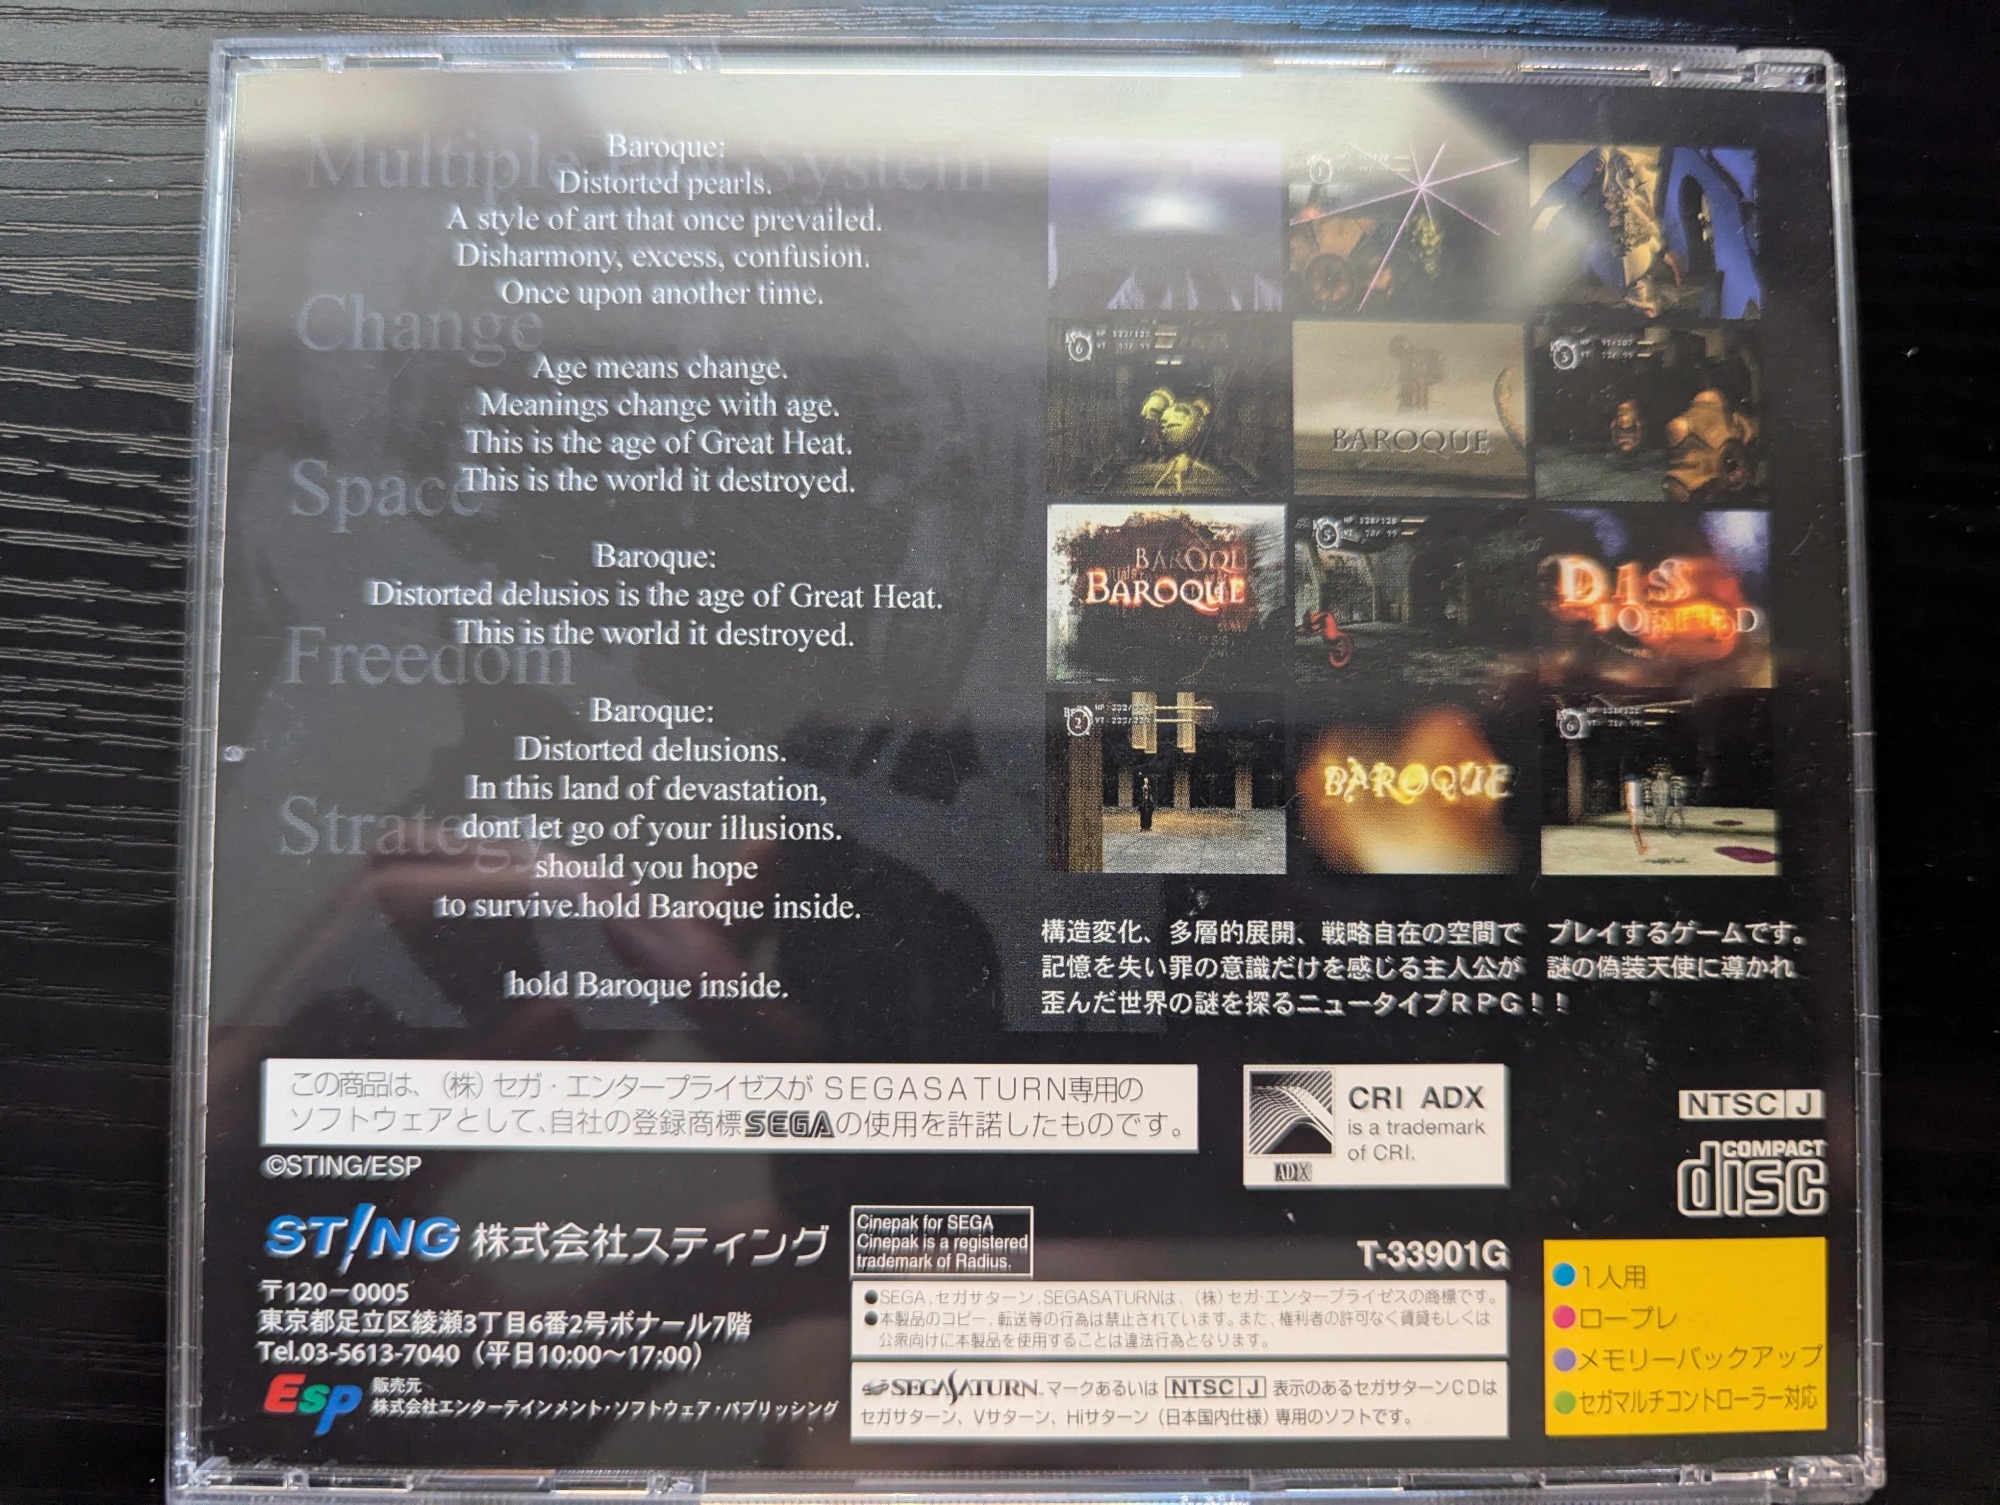 Multiple
System
Baroque:
Distorted pearls.
A style of art that once prevailed.
Disharmony, excess, confusion.
Once upon another time.
Change
Age means change.
Meanings change with age.
This is the age of Great Heat.
This is the world it destroyed.
Space
Baroque:
Distorted delusios is the age of Great Heat.
This is the world it destroyed.
Freedom
Baroque:
Distorted delusions.
In this land of devastation,
dont let go of your illusions.
should you hope
to survive.hold Baroque inside.
Strategy
hold Baroque inside.
BAROQUE
BAROQUE
BAROQUE
構造変化、多層的展開、戦略自在の空間で プレイするゲームです。
記憶を失い罪の意識だけを感じる主人公が 謎の偽装天使に導かれ
歪んだ世界の謎を探るニュータイプRPG!!
この商品は、(株)セガ・エンタープライゼスがSEGASATURN専用の
ソフトウェアとして、自社の登録商標SEGAの使用を許諾したものです。
©STING/ESP
CRI ADX
is a trademark
of CRI.
ADX
NTSC J
COMPACT
disc
ST!NG 株式会社スティング
〒120-0005
東京都足立区綾瀬3丁目6番2号ボナール7階
Tel.03-5613-7040(平日10:00〜17:00)
Esp 販売元
株式会社エンターテインメント・ソフトウェア・パブリッシング
Cinepak for SEGA
Cinepak is a registered
trademark of Radius.
T-33901G
●SEGA、セガサターン、SEGASATURNは、(株)セガ・エンタープライゼスの商標です。
●本製品のコピー、転送等の行為は禁止されています。また、権利者の許可なく賃貸もしくは
公衆向けに本製品を使用することは違法行為となります。
SEGA SATURN マークあるいは NTSC J 表示のあるセガサターンCDは
セガサターン、Vサターン、Hiサターン(日本国内仕様)専用のソフトです。
●1人用
●ロープレ
●メモリーバックアップ
●セガマルチコントローラー対応